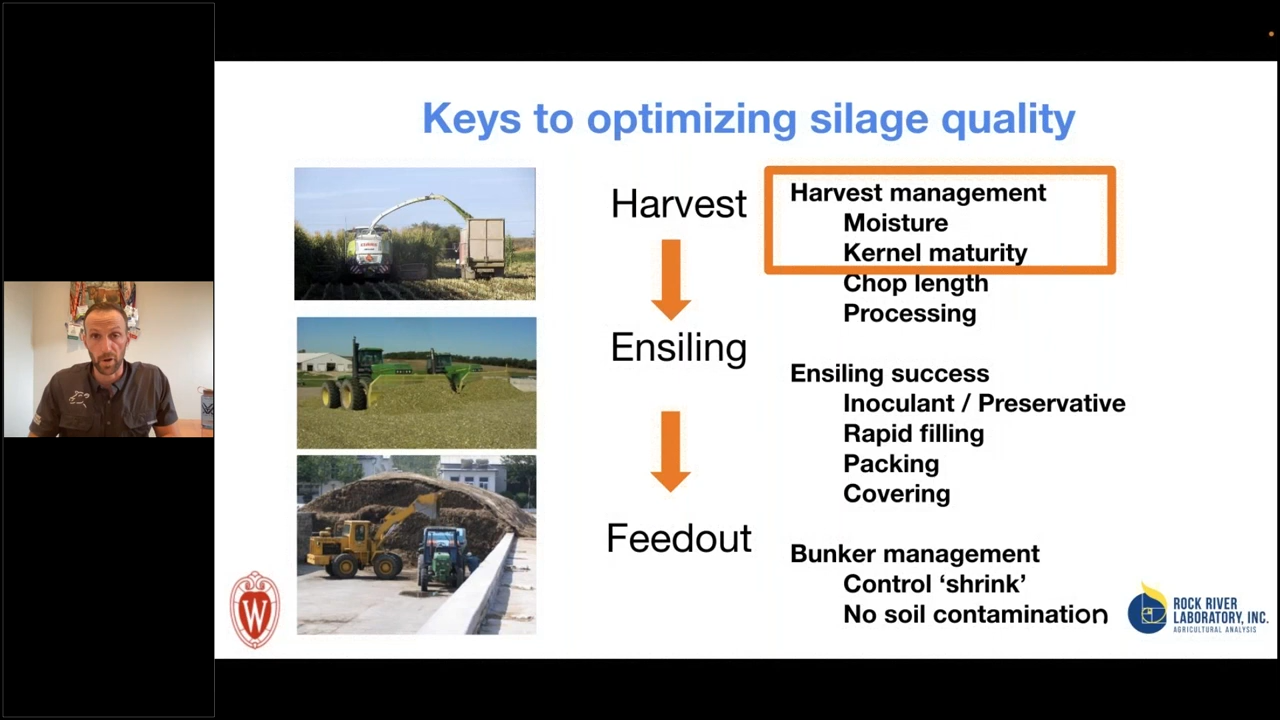 Keys to optimizing silage quality
Harvest
Ensiling
Feedout
Harvest management
Moisture
Kernel maturity
Chop length
Processing
Ensiling success
Inoculant / Preservative
Rapid filling
Packing
Covering
Bunker management
Control ‘shrink’
No soil contamination
W
ROCK RIVER
LABORATORY, INC.
AGRICULTURAL ANALYSIS